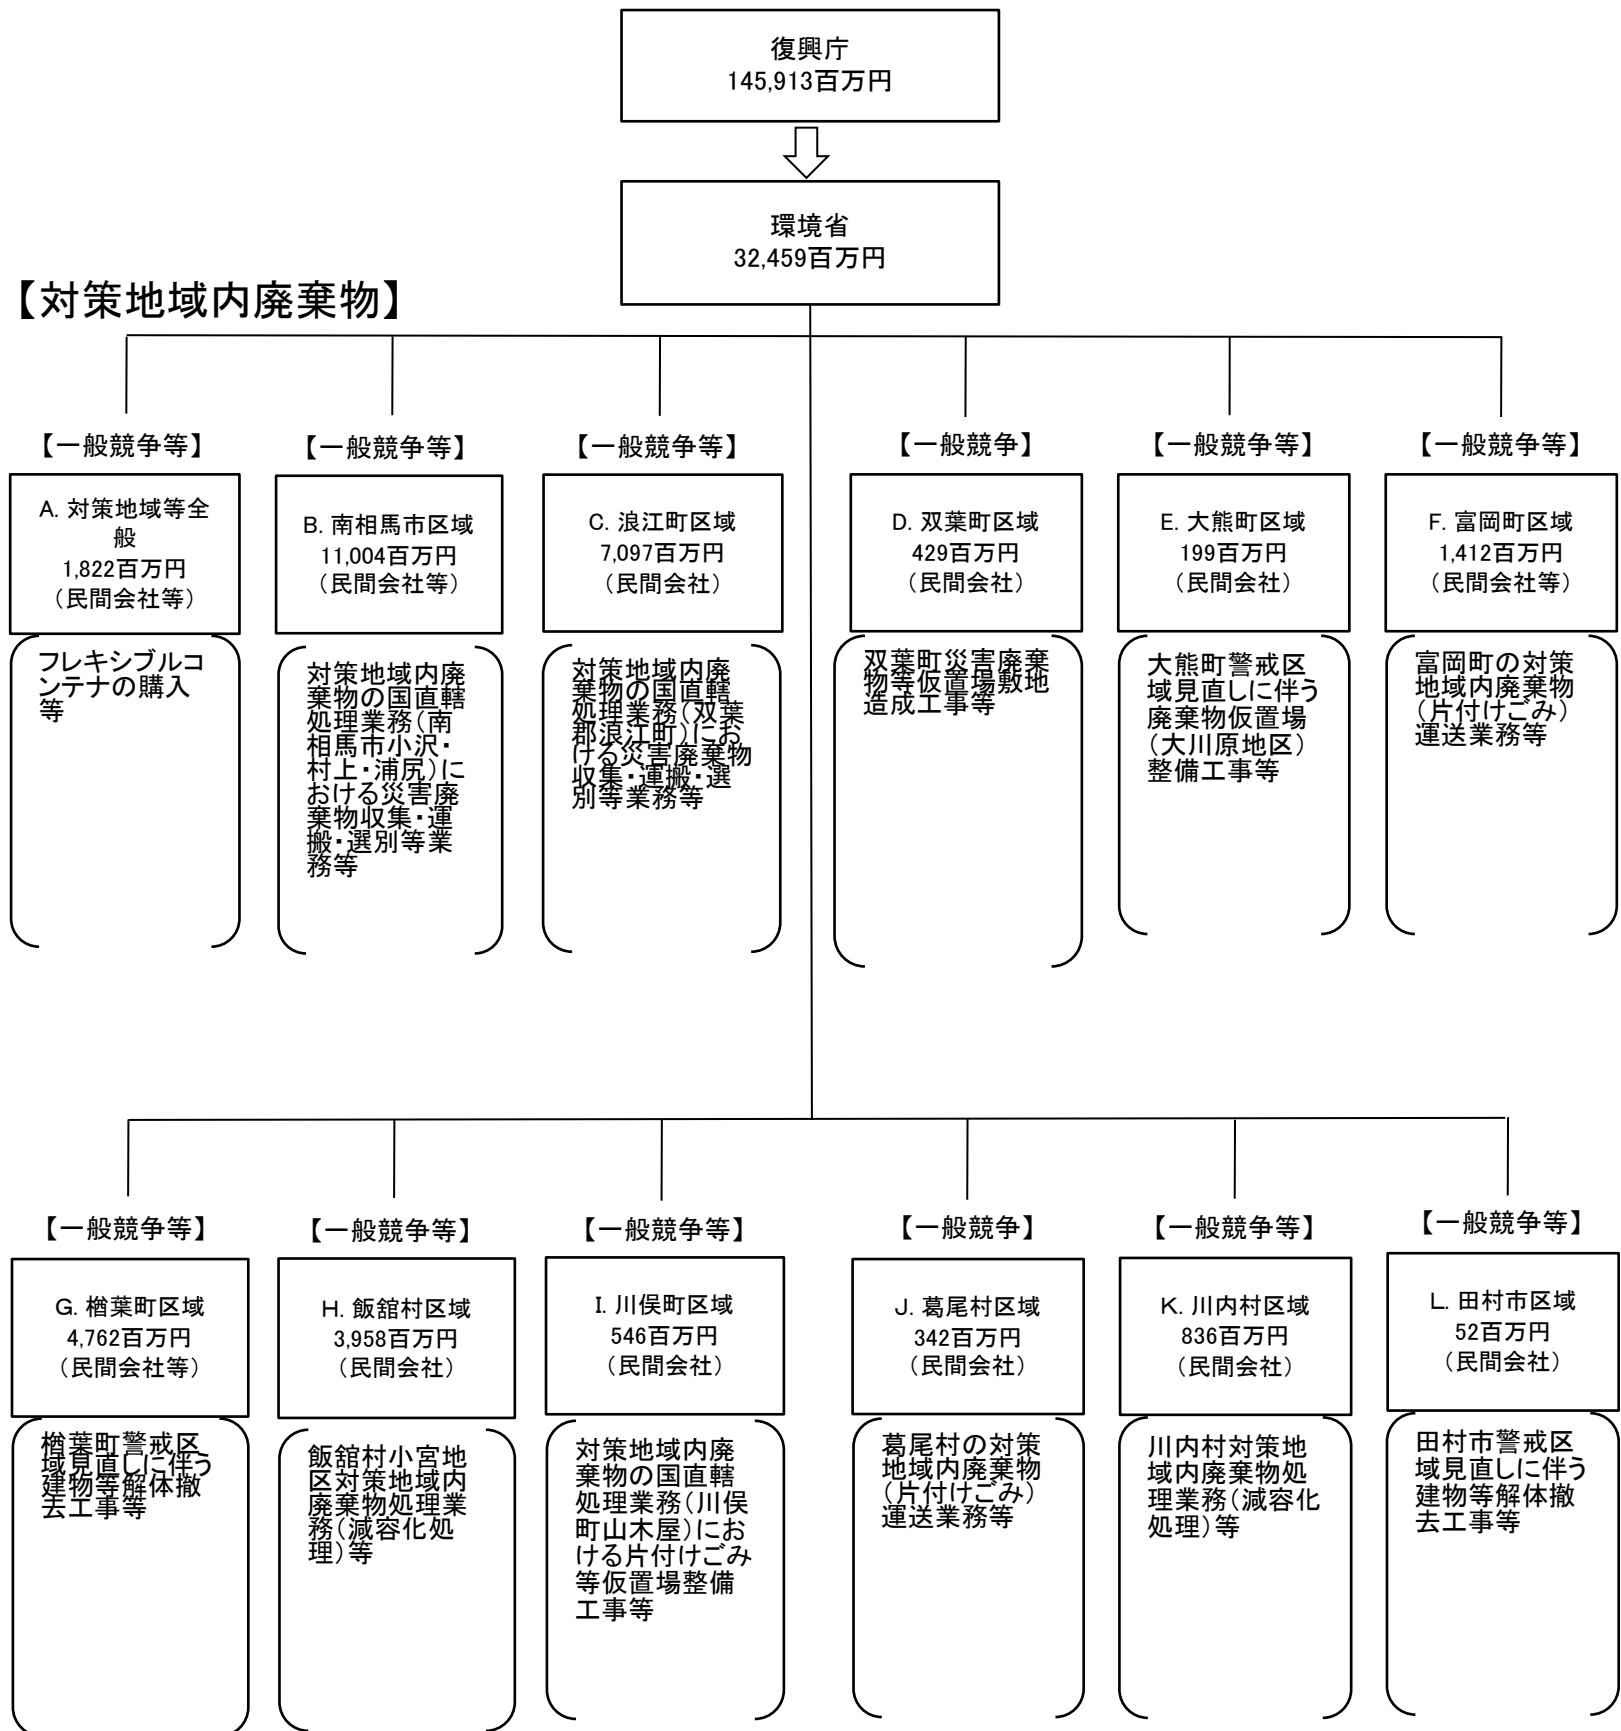 復興庁
145,913百万円
環境省
32,459百万円
【対策地域内廃棄物】
【一般競争等】
A. 対策地域等全
般
1,822百万円
（民間会社等）
フレキシブルコ
ンテナの購入
等
【一般競争等】
B. 南相馬市区域
11,004百万円
（民間会社等）
対策地域内廃
棄物の国直轄
処理業務（南
相馬市小沢・
村上・浦尻）に
おける災害廃
棄物収集・運
搬・選別等業
務等
【一般競争等】
C. 浪江町区域
7,097百万円
（民間会社）
対策地域内廃
棄物の国直轄
処理業務（双葉
郡浪江町）にお
ける災害廃棄物
収集・運搬・選
別等業務等
【一般競争】
D. 双葉町区域
429百万円
（民間会社）
双葉町災害廃棄
物等仮置場敷地
造成工事等
【一般競争等】
E. 大熊町区域
199百万円
（民間会社）
大熊町警戒区
域見直しに伴う
廃棄物仮置場
（大川原地区）
整備工事等
【一般競争等】
F. 富岡町区域
1,412百万円
（民間会社等）
富岡町の対策
地域内廃棄物
（片付けごみ）
運送業務等
【一般競争等】
G. 楢葉町区域
4,762百万円
（民間会社等）
楢葉町警戒区
域見直しに伴う
建物等解体撤
去工事等
【一般競争等】
H. 飯舘村区域
3,958百万円
（民間会社）
飯舘村小宮地
区対策地域内
廃棄物処理業
務（減容化処
理）等
【一般競争等】
I. 川俣町区域
546百万円
（民間会社）
対策地域内廃
棄物の国直轄
処理業務（川俣
町山木屋）にお
ける片付けごみ
等仮置場整備
工事等
【一般競争】
J. 葛尾村区域
342百万円
（民間会社）
葛尾村の対策
地域内廃棄物
（片付けごみ）
運送業務等
【一般競争等】
K. 川内村区域
836百万円
（民間会社）
川内村対策地
域内廃棄物処
理業務（減容化
処理）等
【一般競争等】
L. 田村市区域
52百万円
（民間会社）
田村市警戒区
域見直しに伴う
建物等解体撤
去工事等